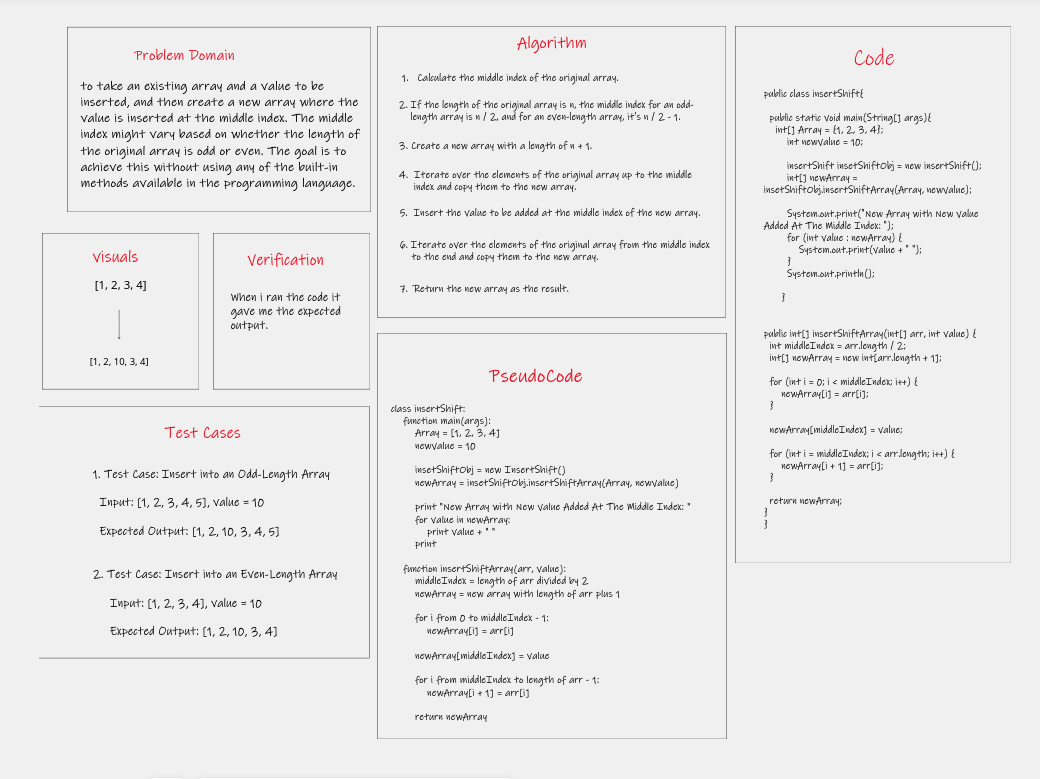 Problem Domain
to take an existing array and a value to be
inserted, and then create a new array where the
value is inserted at the middle index. The middle
index might vary based on whether the length of
the original array is odd or even. The goal is to
achieve this without using any of the built-in
methods available in the programming language.
Visuals
[1, 2, 3, 4]
[1, 2, 10, 3, 4]
Verification
When i ran the code it
gave me the expected
output.
Test Cases
1. Test Case: Insert into an Odd-Length Array
Input: [1, 2, 3, 4, 5], value = 10
Expected Output: [1, 2, 10, 3, 4, 5]
2. Test Case: Insert into an Even-Length Array
Input: [1, 2, 3, 4], value = 10
Expected Output: [1, 2, 10, 3, 4]
Algorithm
1. Calculate the middle index of the original array.
2. If the length of the original array is n, the middle index for an odd-
length array is n / 2, and for an even-length array, it's n / 2 - 1.
3. Create a new array with a length of n + 1.
4. Iterate over the elements of the original array up to the middle
index and copy them to the new array.
5. Insert the value to be added at the middle index of the new array.
6. Iterate over the elements of the original array from the middle index
to the end and copy them to the new array.
7. Return the new array as the result.
PseudoCode
class insertShift:
function main(args):
Array = [1, 2, 3, 4]
newValue = 10
insetShiftObj = new InsertShift()
newArray = insetShiftObj.insertShiftArray(Array, newValue)
print "New Array with New Value Added At The Middle Index: "
for value in newArray:
print value + " "
print
function insertShiftArray(arr, value):
middleIndex = length of arr divided by 2
newArray = new array with length of arr plus 1
for i from 0 to middleIndex - 1:
newArray[i] = arr[i]
newArray[middleIndex] = value
for i from middleIndex to length of arr - 1:
newArray[i + 1] = arr[i]
return newArray
Code
public class insertShift{
public static void main(String[] args){
int[] Array = {1, 2, 3, 4};
int newValue = 10;
insertShift insetShiftObj = new insertShift();
int[] newArray =
insetShiftObj.insertShiftArray(Array, newValue);
System.out.print("New Array with New Value
Added At The Middle Index: ");
for (int value : newArray) {
System.out.print(value + " ");
}
System.out.println();
}
public int[] insertShiftArray(int[] arr, int value) {
int middleIndex = arr.length / 2;
int[] newArray = new int[arr.length + 1];
for (int i = 0; i < middleIndex; i++) {
newArray[i] = arr[i];
}
newArray[middleIndex] = value;
for (int i = middleIndex; i < arr.length; i++) {
newArray[i + 1] = arr[i];
}
return newArray;
}
}